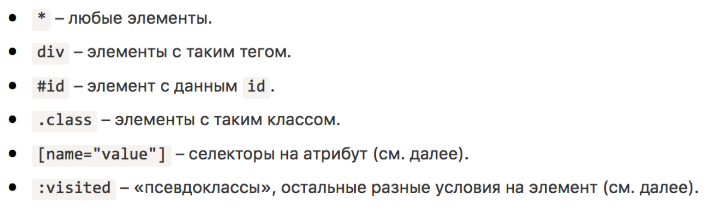 • * – любые элементы.
• div – элементы с таким тегом.
• #id – элемент с данным id.
• .class – элементы с таким классом.
• [name="value"] – селекторы на атрибут (см. далее).
• :visited – «псевдоклассы», остальные разные условия на элемент (см. далее).